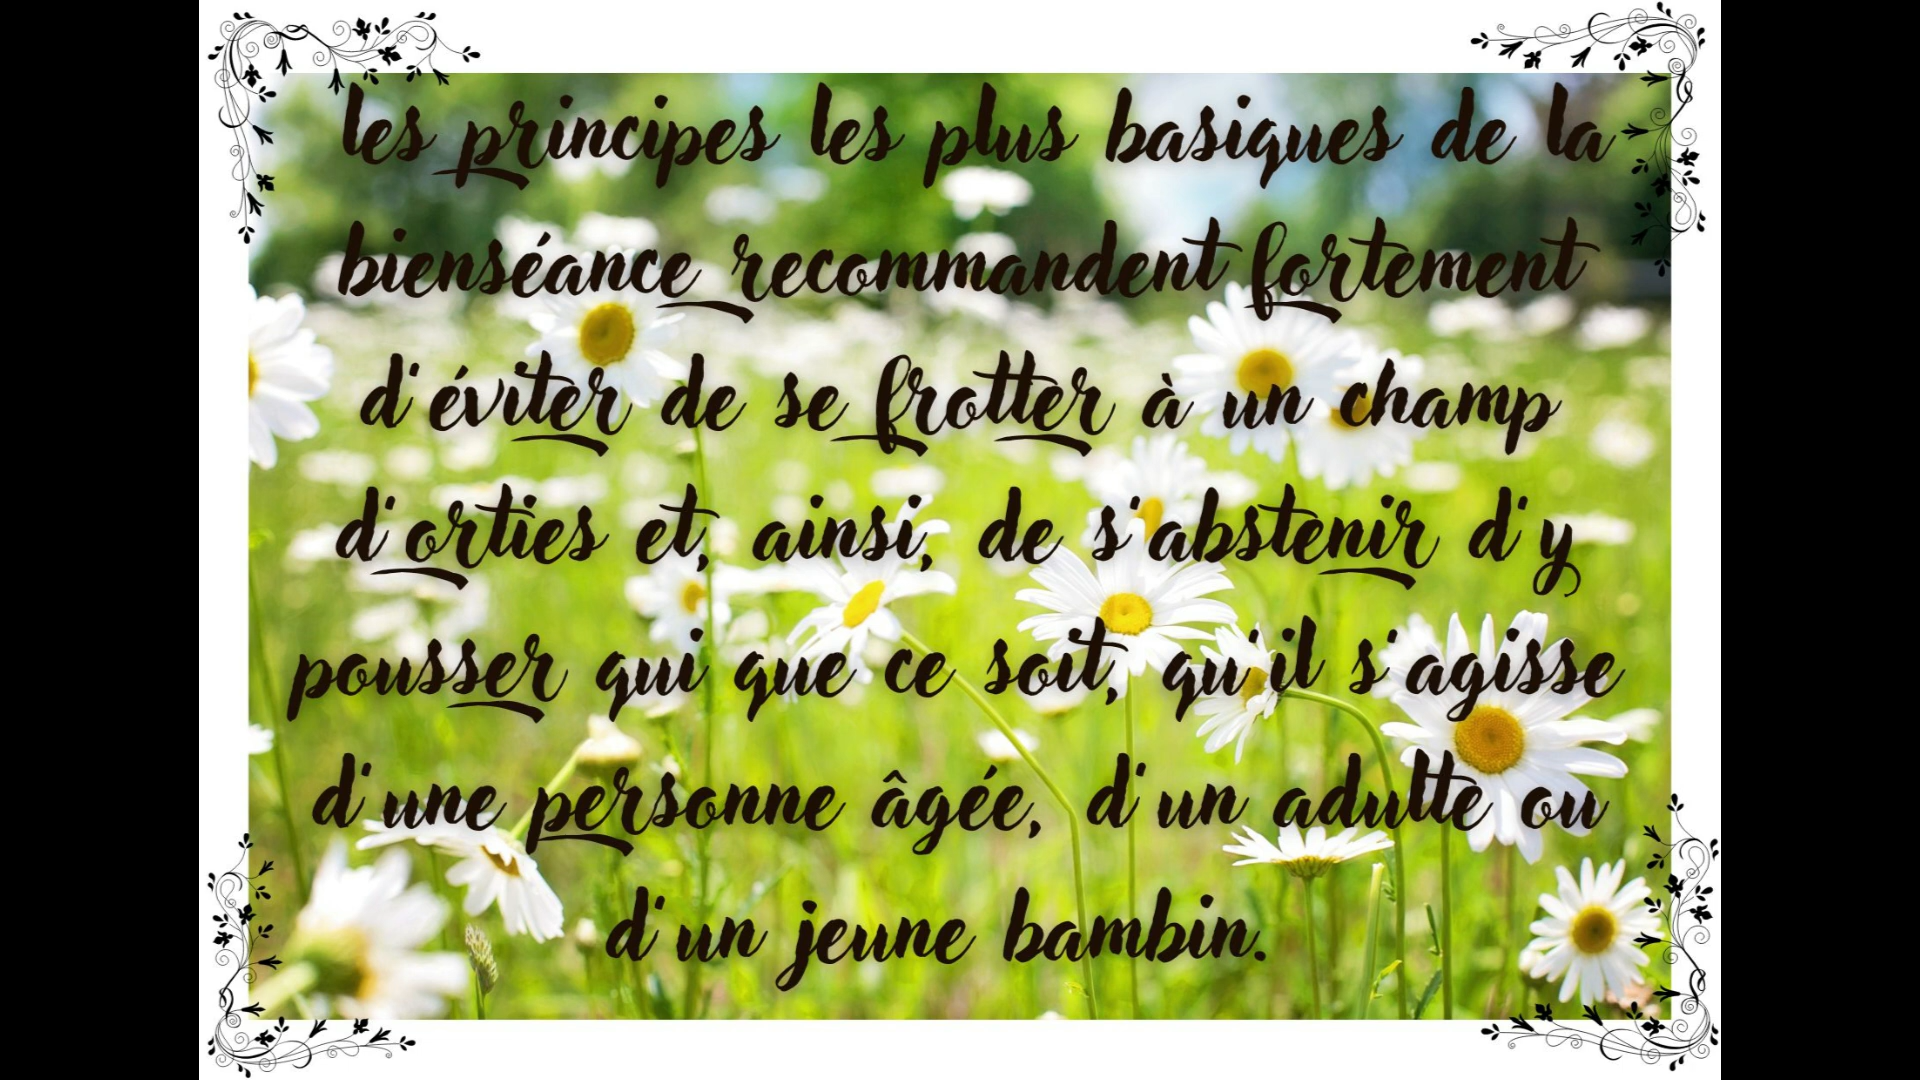 les principes les plus basiques de la
bienséance recommandent fortement
d'éviter de se frotter à un champ
d'orties et, ainsi, de s'abstenir d'y
pousser qui que ce soit, qu'il s'agisse
d'une personne âgée, d'un adulte ou
d'un jeune bambin.